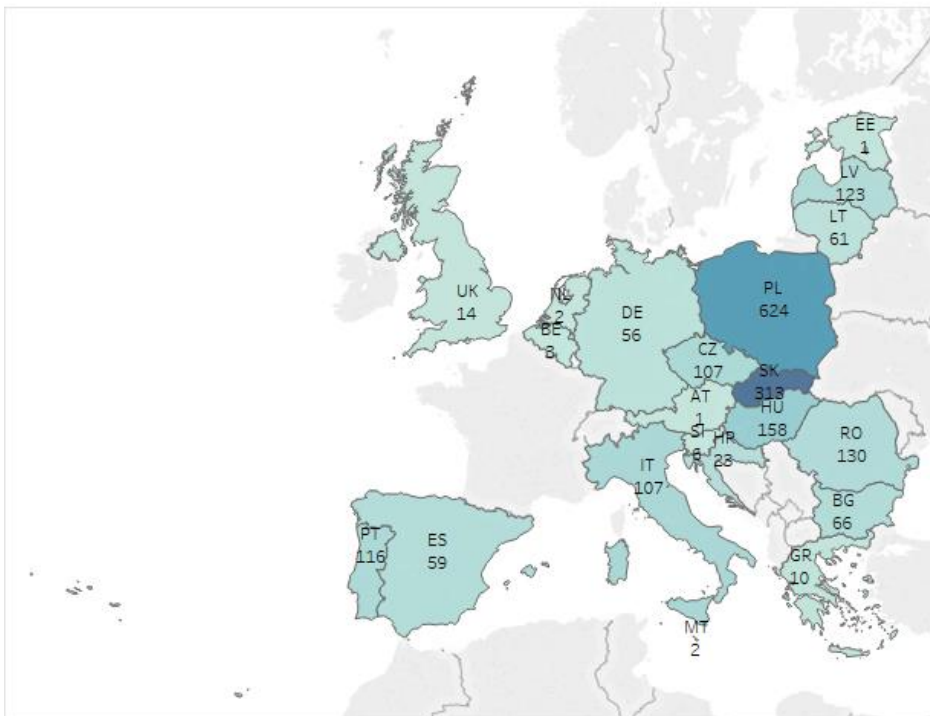 EE
1
LV
123
LT
61
PL
624
UK
14
NL
2
BE
3
DE
56
CZ
107
SK
313
AT
1
HU
158
SI
6
HR
23
RO
130
IT
107
BG
66
PT
116
ES
59
GR
10
MT
2